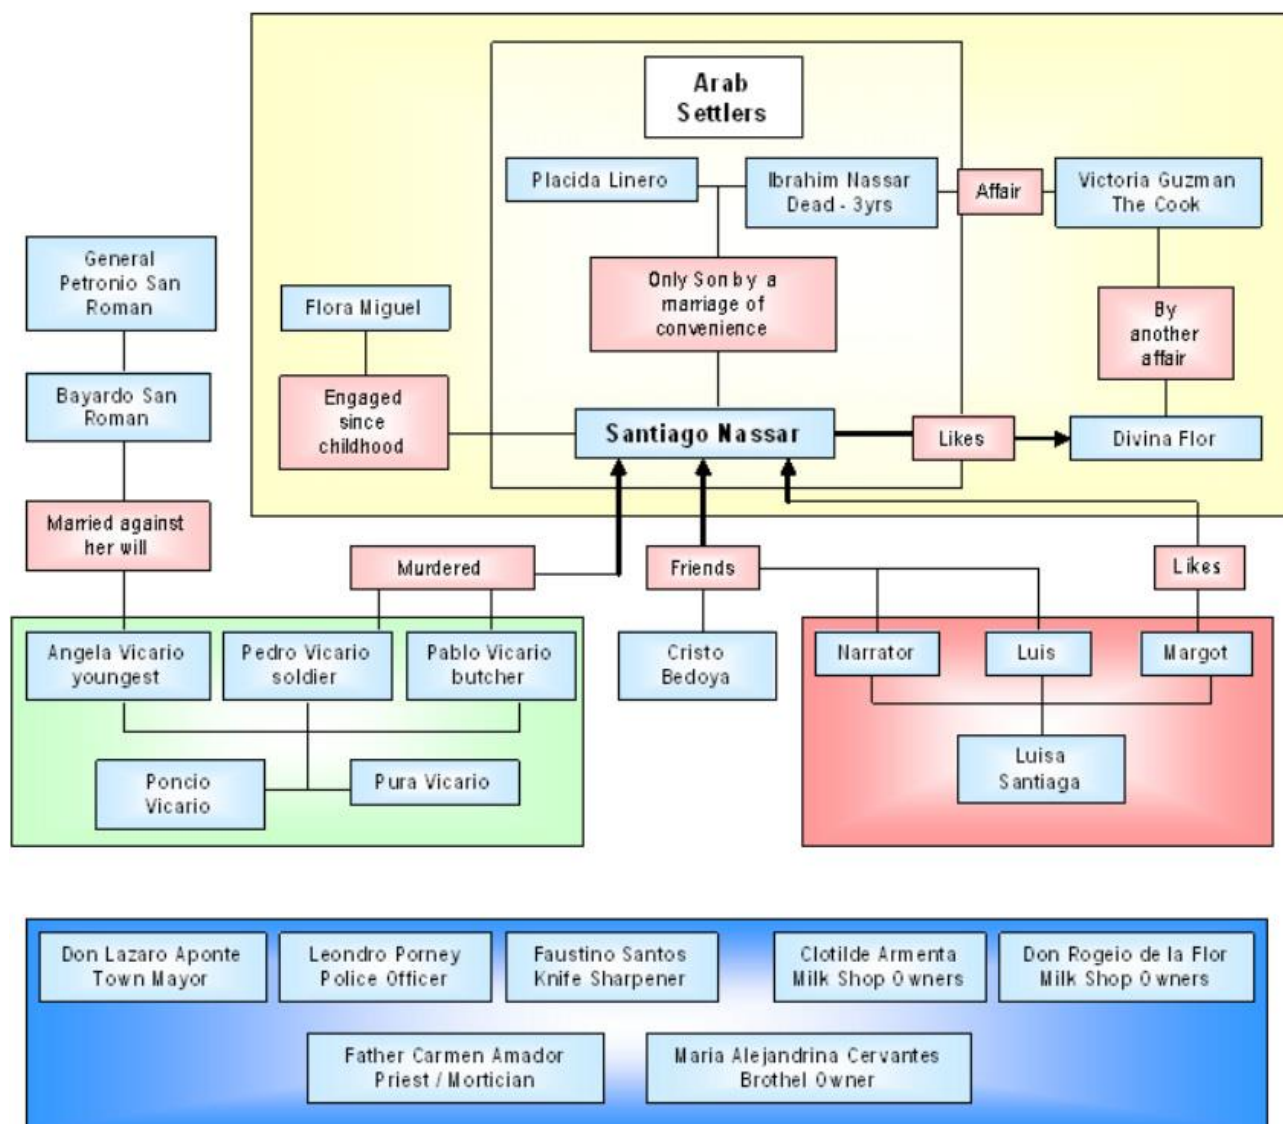 Arab
Settlers
Placida Linero
Ibrahim Nassar
Dead - 3yrs
Affair
Victoria Guzman
The Cook
General
Petronio San
Roman
Only Son by a
marriage of
convenience
Flora Miguel
By
another
affair
Bayardo San
Roman
Engaged
since
childhood
Santiago Nassar
Likes
Divina Flor
Married against
her will
Murdered
Friends
Likes
Angela Vicario
youngest
Pedro Vicario
soldier
Pablo Vicario
butcher
Cristo
Bedoya
Narrator
Luis
Margot
Poncio
Vicario
Pura Vicario
Luisa
Santiaga
Don Lazaro Aponte
Town Mayor
Leondro Porney
Police Officer
Faustino Santos
Knife Sharpener
Clotilde Armenta
Milk Shop Owners
Don Rogeio de la Flor
Milk Shop Owners
Father Carmen Amador
Priest / Mortician
Maria Alejandrina Cervantes
Brothel Owner